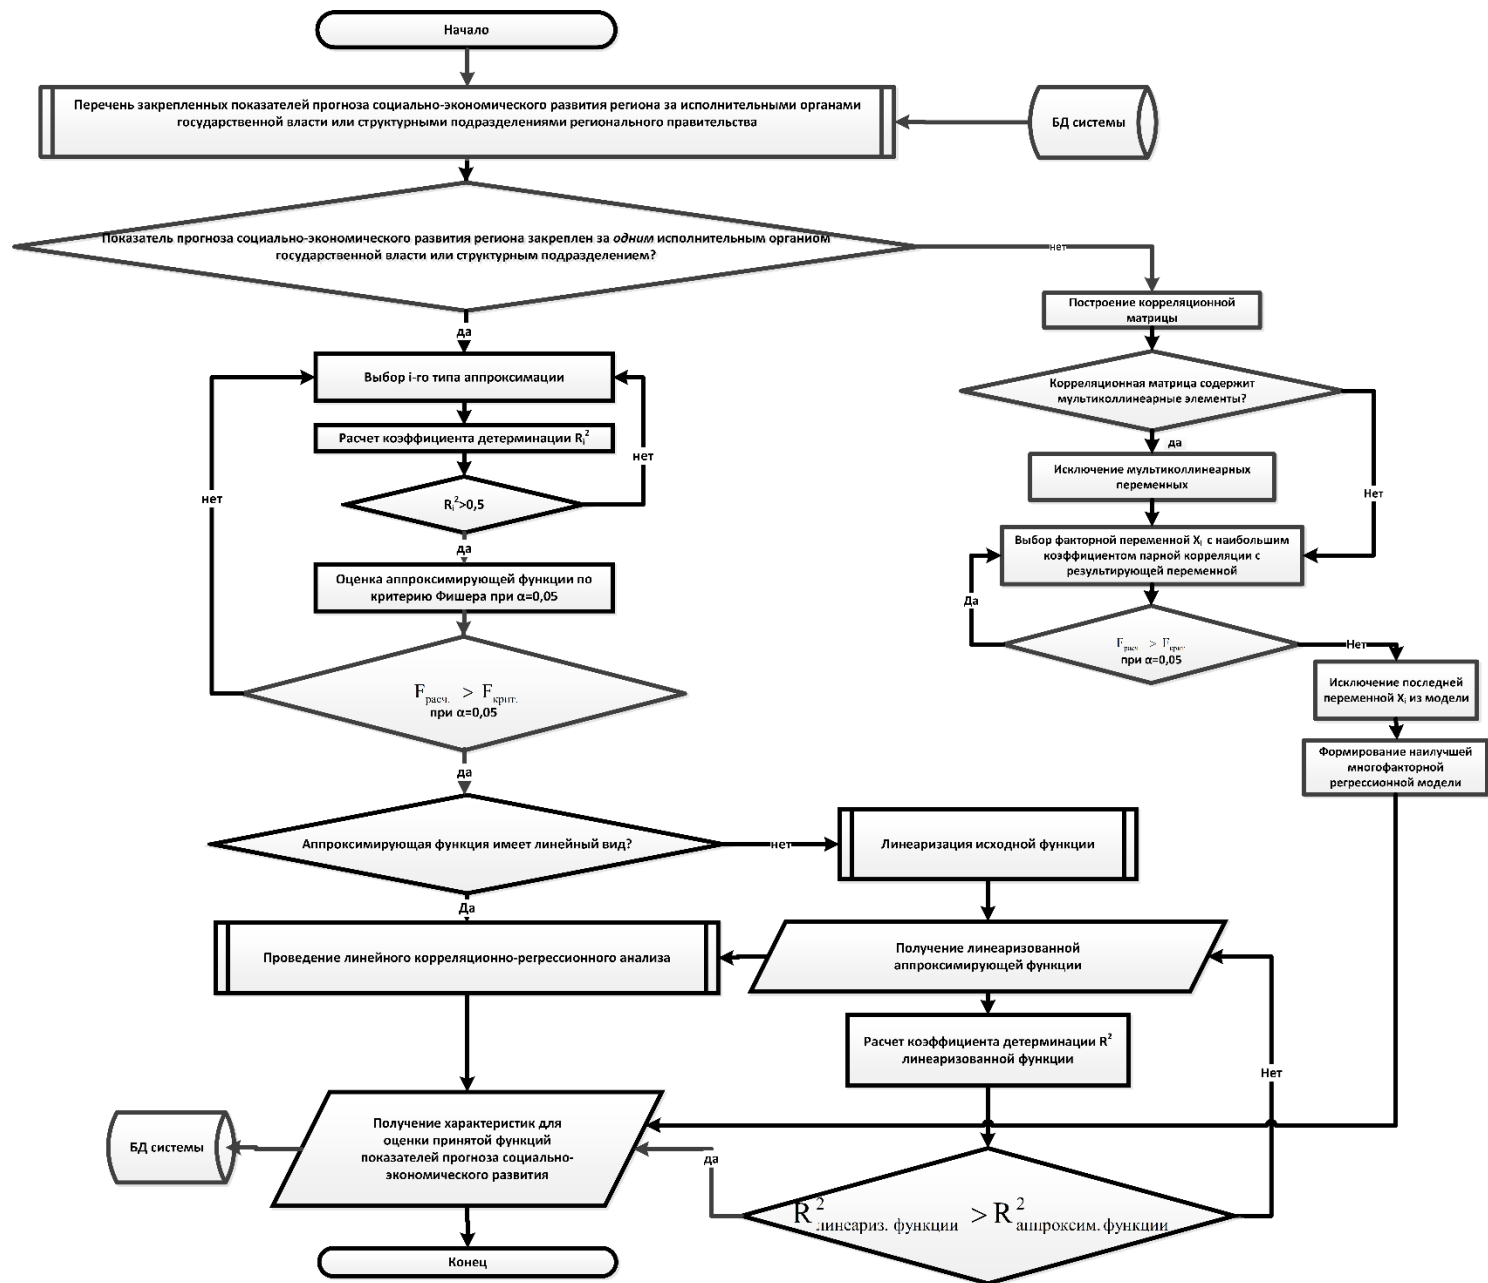 Начало
Перечень закрепленных показателей прогноза социально-экономического развития региона за исполнительными органами
государственной власти или структурными подразделениями регионального правительства
БД системы
Показатель прогноза социально-экономического развития региона закреплен за одним исполнительным органиом
государственной власти или структурным подразделением?
нет
да
Построение корреляционной
матрицы
Выбор i-го типа аппроксимации
Корреляционная матрица содержит
мультиколлинеарные элементы?
Расчет коэффициента детерминации Ri²
да
нет
Исключение мультиколлинеарных
переменных
нет
Нет
Ri²>0,5
да
Выбор факторной переменной Xi с наибольшим
коэффициентом парной корреляции с
результирующей переменной
Оценка аппроксимирующей функции по
критерию Фишера при α=0,05
Да
Fрасч. > Fкрит.
при α=0,05
Нет
Fрасч. > Fкрит.
при α=0,05
Исключение последней
переменной Xi из модели
да
Формирование наилучшей
многофакторной
регрессионной модели
Аппроксимирующая функция имеет линейный вид?
нет
Линеаризация исходной функции
Да
Проведение линейного корреляционно-регрессионного анализа
Получение линеаризованной
аппроксимирующей функции
Расчет коэффициента детерминации R²
линеаризованной функции
Нет
Получение характеристик для
оценки принятой функций
показателей прогноза социально-
экономического развития
БД системы
да
R² линеариз. функции > R² аппроксим. функции
Конец